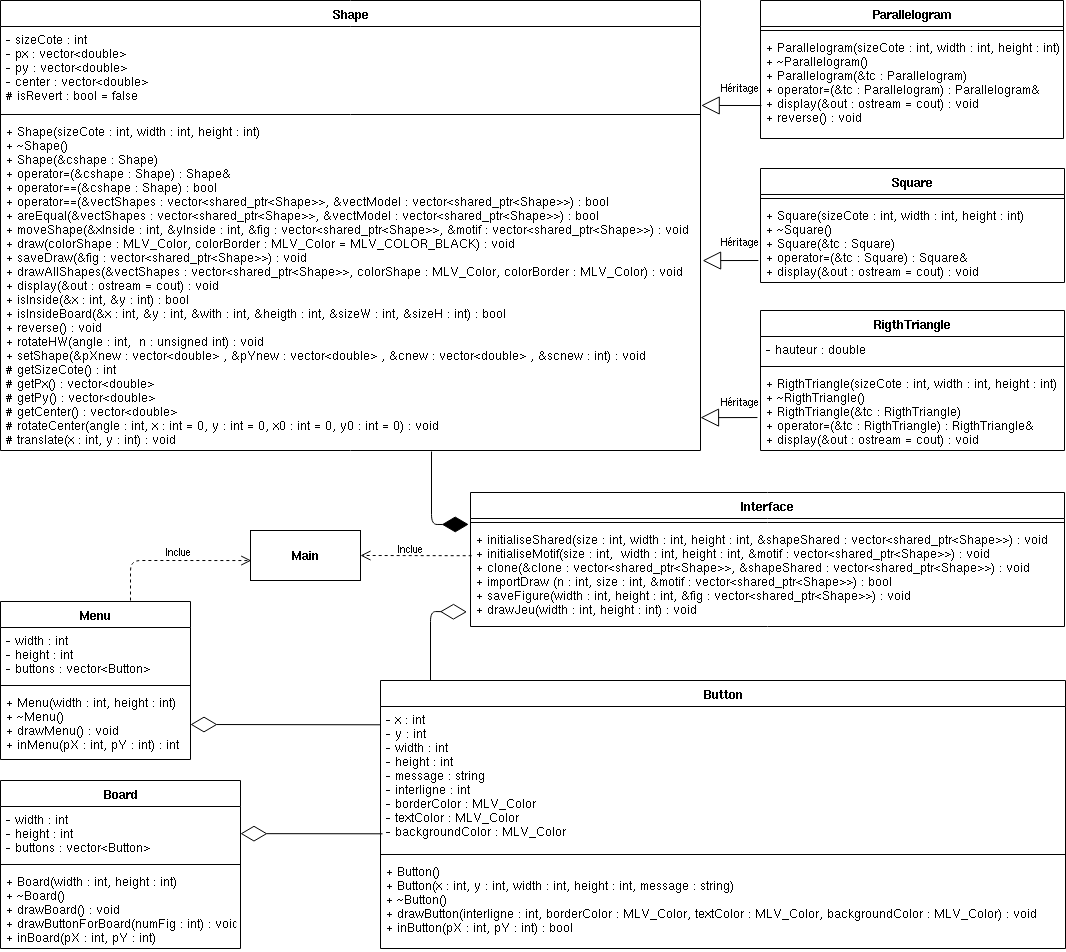 Shape
- sizeCote : int
- px : vector<double>
- py : vector<double>
- center : vector<double>
# isRevert : bool = false
+ Shape(sizeCote : int, width : int, height : int)
+ ~Shape()
+ Shape(&cshape : Shape)
+ operator=(&cshape : Shape) : Shape&
+ operator==(&cshape : Shape) : bool
+ operator==(&vectShapes : vector<shared_ptr<Shape>>, &vectModel : vector<shared_ptr<Shape>>) : bool
+ areEqual(&vectShapes : vector<shared_ptr<Shape>>, &vectModel : vector<shared_ptr<Shape>>) : bool
+ moveShape(&xInside : int, &yInside : int, &fig : vector<shared_ptr<Shape>>, &motif : vector<shared_ptr<Shape>>) : void
+ draw(colorShape : MLV_Color, colorBorder : MLV_Color = MLV_COLOR_BLACK) : void
+ saveDraw(&fig : vector<shared_ptr<Shape>>) : void
+ drawAllShapes(&vectShapes : vector<shared_ptr<Shape>>, colorShape : MLV_Color, colorBorder : MLV_Color) : void
+ display(&out : ostream = cout) : void
+ isInside(&x : int, &y : int) : bool
+ isInsideBoard(&x : int, &y : int, &with : int, &heigth : int, &sizeW : int, &sizeH : int) : bool
+ reverse() : void
+ rotateHW(angle : int,  n : unsigned int) : void
+ setShape(&pXnew : vector<double> , &pYnew : vector<double> , &cnew : vector<double> , &scnew : int) : void
# getSizeCote() : int
# getPx() : vector<double>
# getPy() : vector<double>
# getCenter() : vector<double>
# rotateCenter(angle : int, x : int = 0, y : int = 0, x0 : int = 0, y0 : int = 0) : void
# translate(x : int, y : int) : void
Parallelogram
+ Parallelogram(sizeCote : int, width : int, height : int)
+ ~Parallelogram()
+ Parallelogram(&tc : Parallelogram)
+ operator=(&tc : Parallelogram) : Parallelogram&
+ display(&out : ostream = cout) : void
+ reverse() : void
Héritage
Square
+ Square(sizeCote : int, width : int, height : int)
+ ~Square()
+ Square(&tc : Square)
+ operator=(&tc : Square) : Square&
+ display(&out : ostream = cout) : void
Héritage
RigthTriangle
- hauteur : double
+ RigthTriangle(sizeCote : int, width : int, height : int)
+ ~RigthTriangle()
+ RigthTriangle(&tc : RigthTriangle)
+ operator=(&tc : RigthTriangle) : RigthTriangle&
+ display(&out : ostream = cout) : void
Héritage
Interface
+ initialiseShared(size : int, width : int, height : int, &shapeShared : vector<shared_ptr<Shape>>) : void
+ initialiseMotif(size : int,  width : int, height : int, &motif : vector<shared_ptr<Shape>>) : void
+ clone(&clone : vector<shared_ptr<Shape>>, &shapeShared : vector<shared_ptr<Shape>>) : void
+ importDraw (n : int, size : int, &motif : vector<shared_ptr<Shape>>) : bool
+ saveFigure(width : int, height : int, &fig : vector<shared_ptr<Shape>>) : void
+ drawJeu(width : int, height : int) : void
Inclue
Main
Inclue
Menu
- width : int
- height : int
- buttons : vector<Button>
+ Menu(width : int, height : int)
+ ~Menu()
+ drawMenu() : void
+ inMenu(pX : int, pY : int) : int
Button
- x : int
- y : int
- width : int
- height : int
- message : string
- interligne : int
- borderColor : MLV_Color
- textColor : MLV_Color
- backgroundColor : MLV_Color
+ Button()
+ Button(x : int, y : int, width : int, height : int, message : string)
+ ~Button()
+ drawButton(interligne : int, borderColor : MLV_Color, textColor : MLV_Color, backgroundColor : MLV_Color) : void
+ inButton(pX : int, pY : int) : bool
Board
- width : int
- height : int
- buttons : vector<Button>
+ Board(width : int, height : int)
+ ~Board()
+ drawBoard() : void
+ drawButtonForBoard(numFig : int) : void
+ inBoard(pX : int, pY : int)